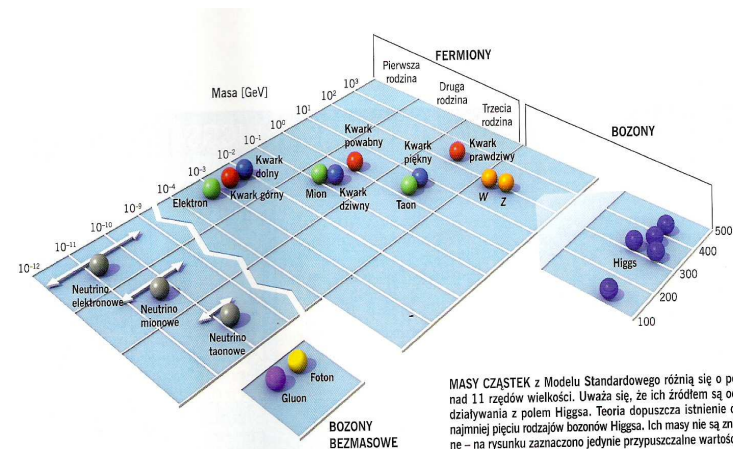 FERMIONY
Pierwsza
rodzina
Druga
rodzina
Trzecia
rodzina
BOZONY
Masa [GeV]
10³
10²
10¹
10⁰
10⁻¹
10⁻²
10⁻³
10⁻⁴
10⁻⁹
10⁻¹⁰
10⁻¹¹
10⁻¹²
Kwark
powabny
Kwark
piękny
Kwark
prawdziwy
Kwark
dolny
Kwark górny
Elektron
Mion
Kwark
dziwny
Taon
W
Z
Higgs
500
400
300
200
100
Neutrino
elektronowe
Neutrino
mionowe
Neutrino
taonowe
Foton
Gluon
BOZONY
BEZMASOWE
MASY CZĄSTEK z Modelu Standardowego różnią się o
nad 11 rzędów wielkości. Uważa się, że ich źródłem są
działywania z polem Higgsa. Teoria dopuszcza istnienie
najmniej pięciu rodzajów bozonów Higgsa. Ich masy nie są
ne – na rysunku zaznaczono jedynie przypuszczalne